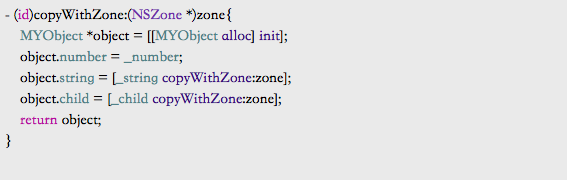 - (id)copyWithZone:(NSZone *)zone{
MYObject *object = [[MYObject alloc] init];
object.number = _number;
object.string = [_string copyWithZone:zone];
object.child = [_child copyWithZone:zone];
return object;
}